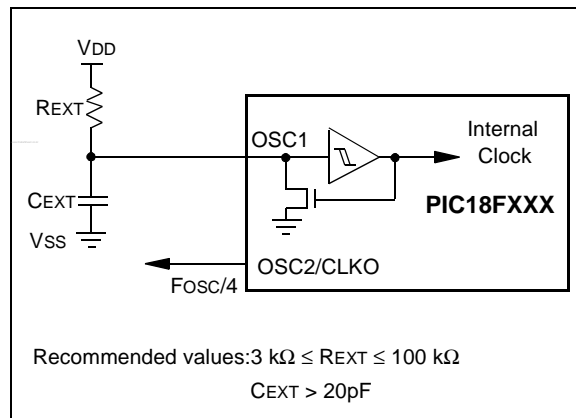 VDD
REXT
OSC1
Internal
Clock
CEXT
PIC18FXXX
VSS
OSC2/CLKO
FOSC/4
Recommended values:3 kΩ ≤ REXT ≤ 100 kΩ
CEXT > 20pF